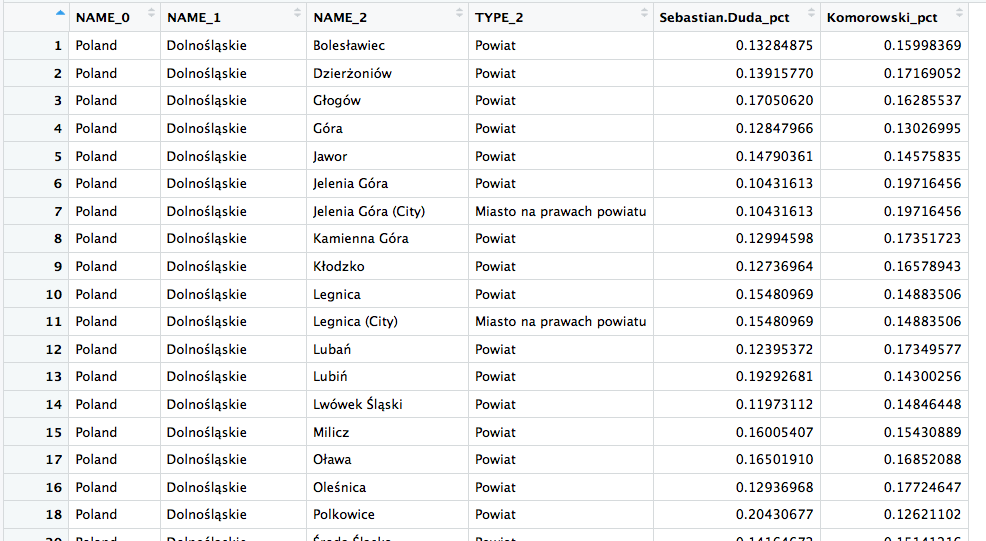 NAME_0 NAME_1 NAME_2 TYPE_2 Sebastian.Duda_pct Komorowski_pct
1 Poland Dolnośląskie Bolesławiec Powiat 0.13284875 0.15998369
2 Poland Dolnośląskie Dzierżoniów Powiat 0.13915770 0.17169052
3 Poland Dolnośląskie Głogów Powiat 0.17050620 0.16285537
4 Poland Dolnośląskie Góra Powiat 0.12847966 0.13026995
5 Poland Dolnośląskie Jawor Powiat 0.14790361 0.14575835
6 Poland Dolnośląskie Jelenia Góra Powiat 0.10431613 0.19716456
7 Poland Dolnośląskie Jelenia Góra (City) Miasto na prawach powiatu 0.10431613 0.19716456
8 Poland Dolnośląskie Kamienna Góra Powiat 0.12994598 0.17351723
9 Poland Dolnośląskie Kłodzko Powiat 0.12736964 0.16578943
10 Poland Dolnośląskie Legnica Powiat 0.15480969 0.14883506
11 Poland Dolnośląskie Legnica (City) Miasto na prawach powiatu 0.15480969 0.14883506
12 Poland Dolnośląskie Lubań Powiat 0.12395372 0.17349577
13 Poland Dolnośląskie Lubiń Powiat 0.19292681 0.14300256
14 Poland Dolnośląskie Lwówek Śląski Powiat 0.11973112 0.14846448
15 Poland Dolnośląskie Milicz Powiat 0.16005407 0.15430889
17 Poland Dolnośląskie Oława Powiat 0.16501910 0.16852088
16 Poland Dolnośląskie Oleśnica Powiat 0.12936968 0.17724647
18 Poland Dolnośląskie Polkowice Powiat 0.20430677 0.12621102